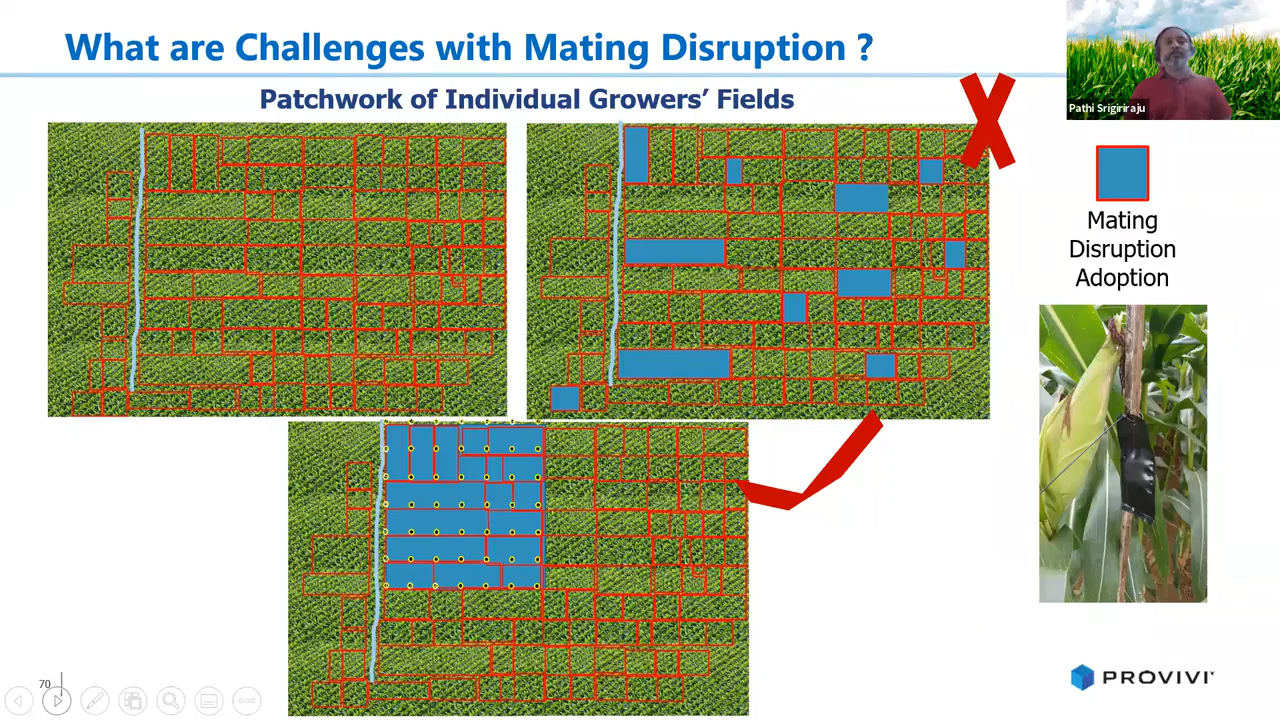 What are Challenges with Mating Disruption ?
Patchwork of Individual Growers’ Fields
Pathi Srigiriraju
Mating
Disruption
Adoption
70
PROVIVI